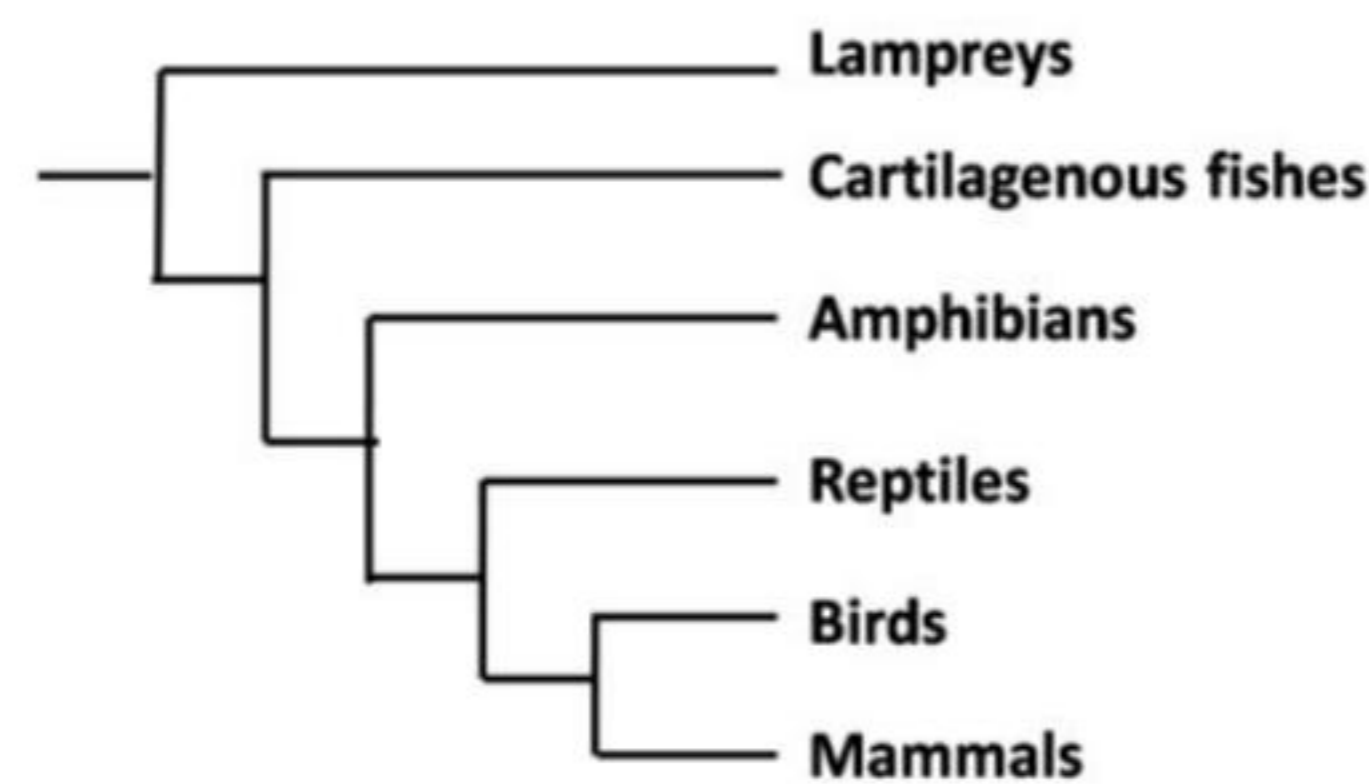 Lampreys
Cartilagenous fishes
Amphibians
Reptiles
Birds
Mammals